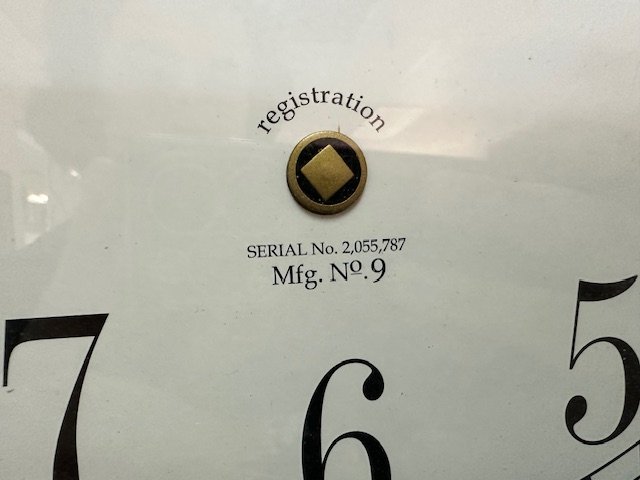 registration
SERIAL No. 2,055,787
Mfg. Nº. 9
7 6 5